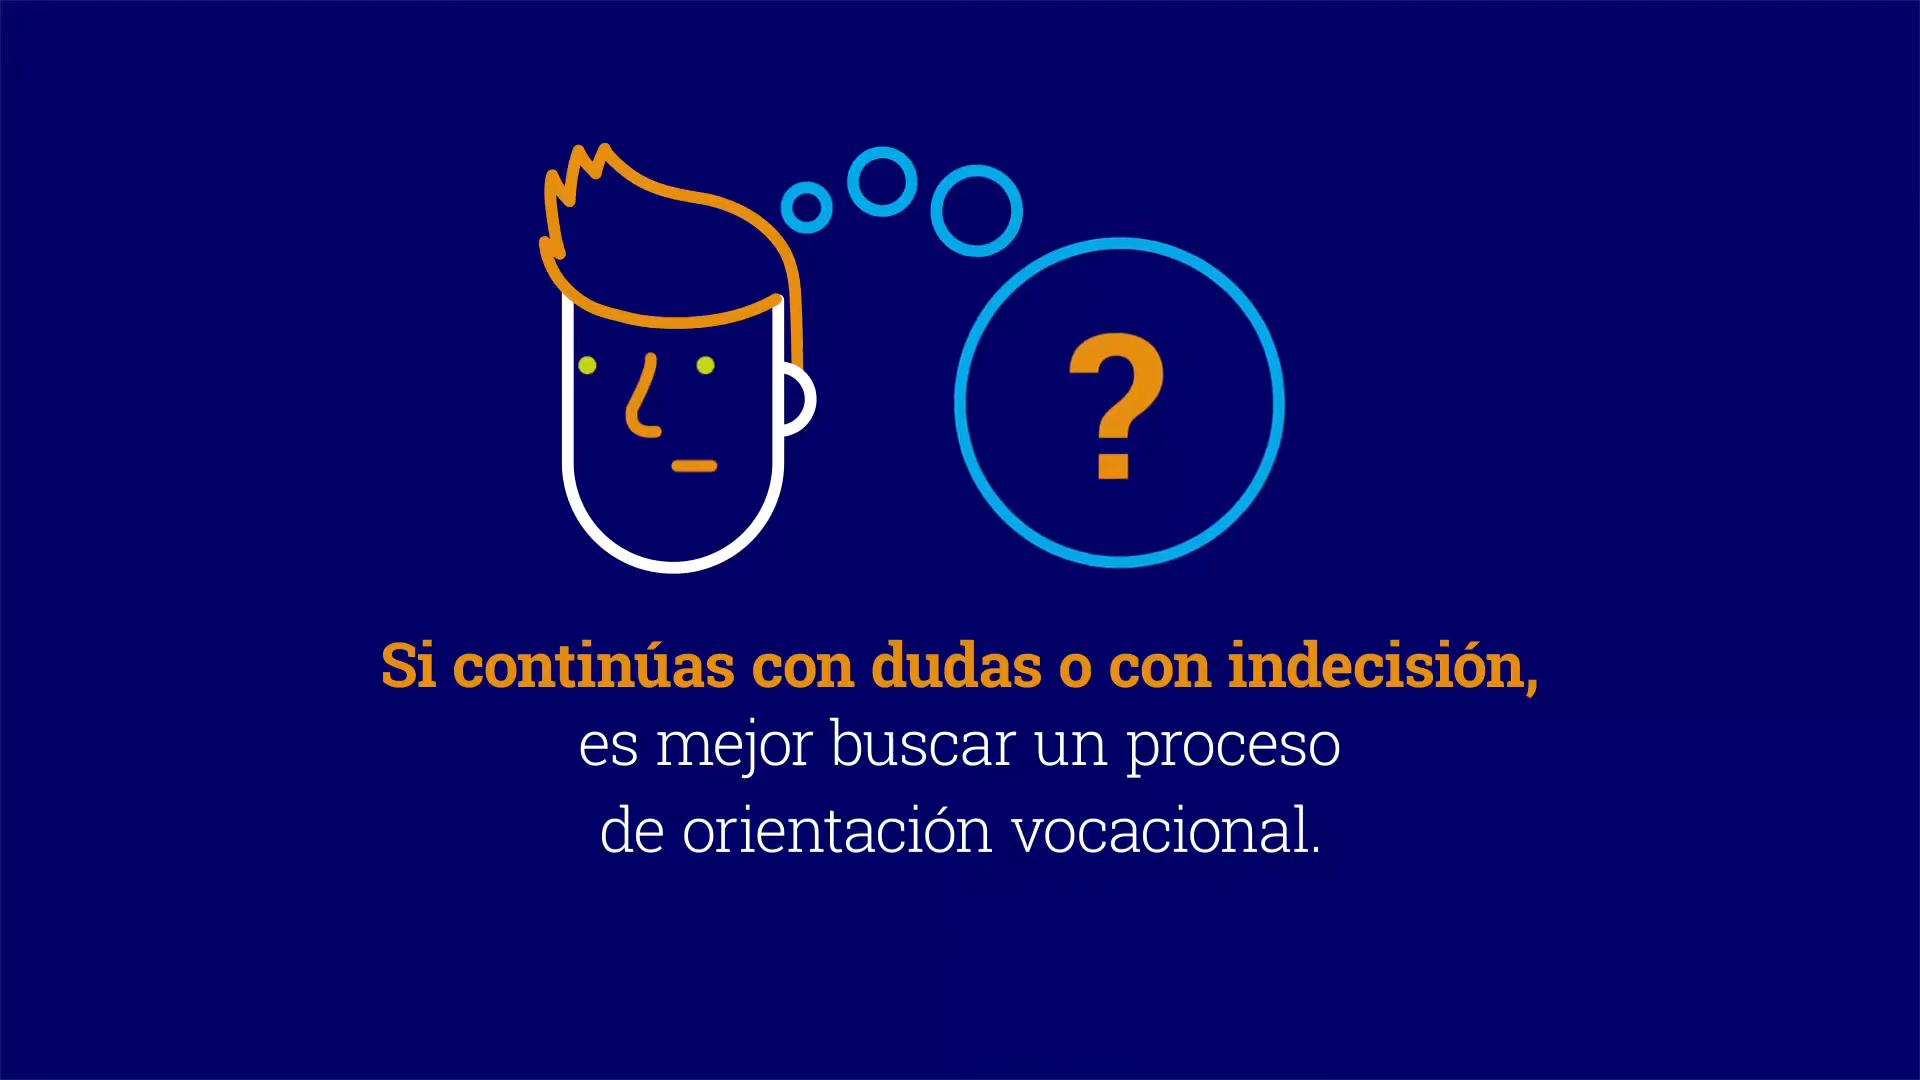 ?
Si continúas con dudas o con indecisión,
es mejor buscar un proceso
de orientación vocacional.